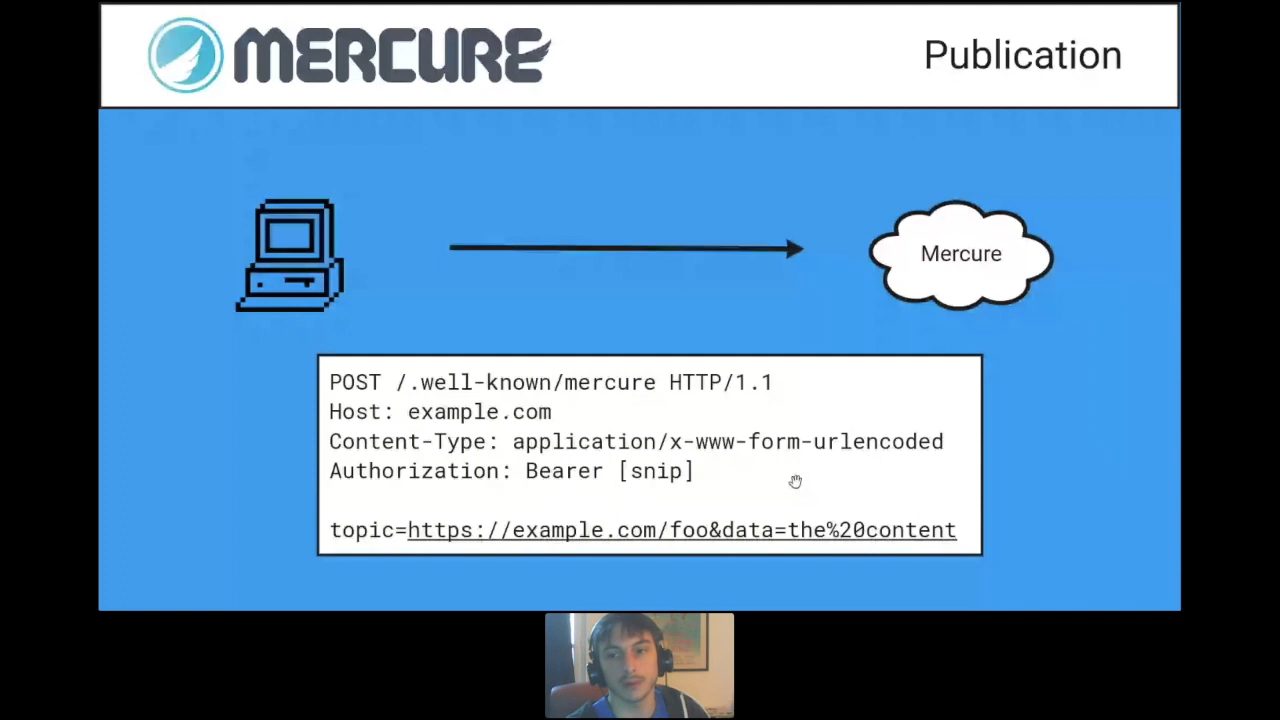 MERCURE
Publication
Mercure
POST /.well-known/mercure HTTP/1.1
Host: example.com
Content-Type: application/x-www-form-urlencoded
Authorization: Bearer [snip]
topic=https://example.com/foo&data=the%20content